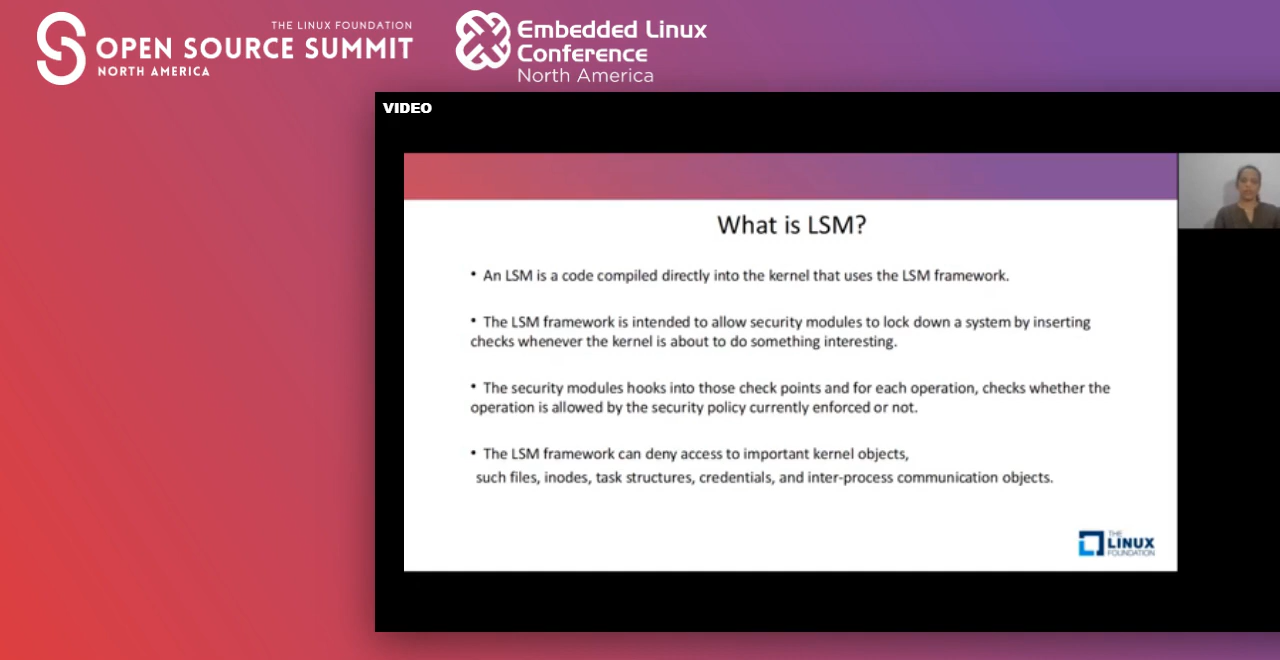 THE LINUX FOUNDATION
OPEN SOURCE SUMMIT
NORTH AMERICA
Embedded Linux
Conference
North America
VIDEO
What is LSM?
• An LSM is a code compiled directly into the kernel that uses the LSM framework.
• The LSM framework is intended to allow security modules to lock down a system by inserting
checks whenever the kernel is about to do something interesting.
• The security modules hooks into those check points and for each operation, checks whether the
operation is allowed by the security policy currently enforced or not.
• The LSM framework can deny access to important kernel objects,
such files, inodes, task structures, credentials, and inter-process communication objects.
THE
LINUX
FOUNDATION